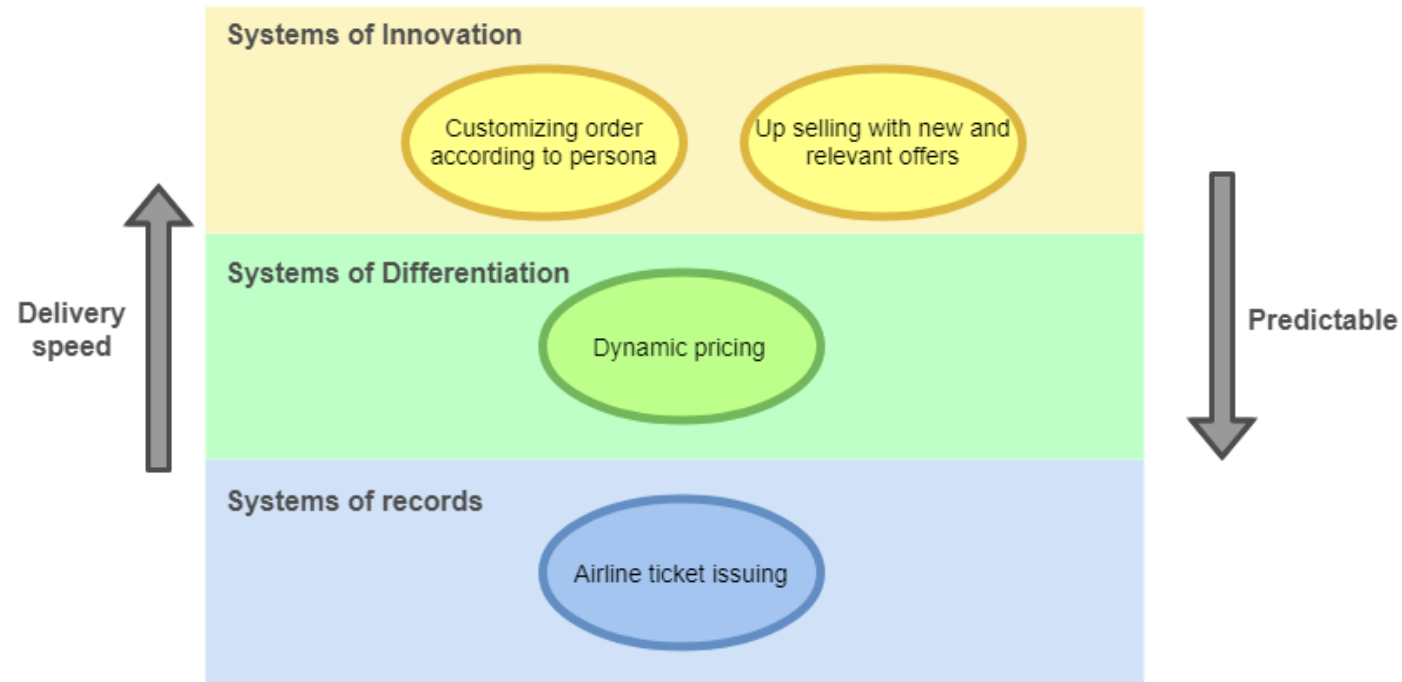 Systems of Innovation
Customizing order
according to persona
Up selling with new and
relevant offers
Systems of Differentiation
Delivery
speed
Predictable
Dynamic pricing
Systems of records
Airline ticket issuing